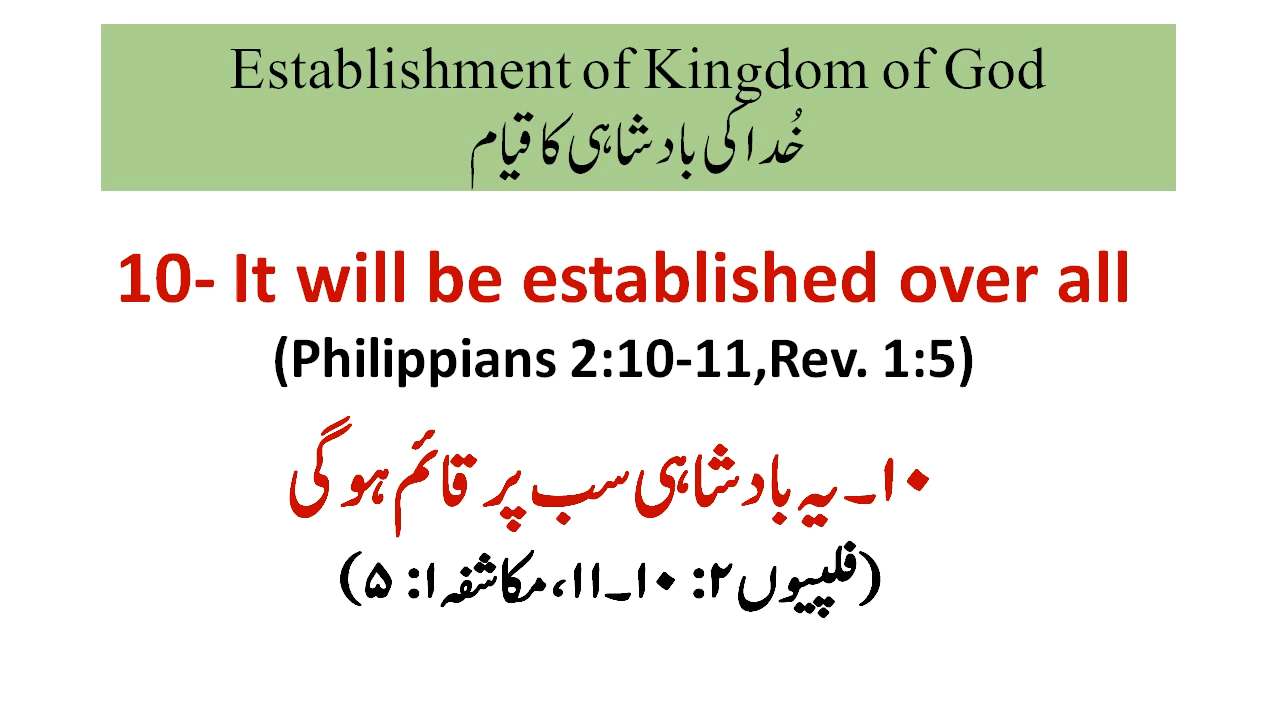 Establishment of Kingdom of God
خُدا کی بادشاہی کا قیام
10- It will be established over all
(Philippians 2:10-11,Rev. 1:5)
۱۰۔ یہ بادشاہی سب پر قائم ہو گی
(فلپیوں ۲: ۱۰۔۱۱، مکاشفہ ۱: ۵)